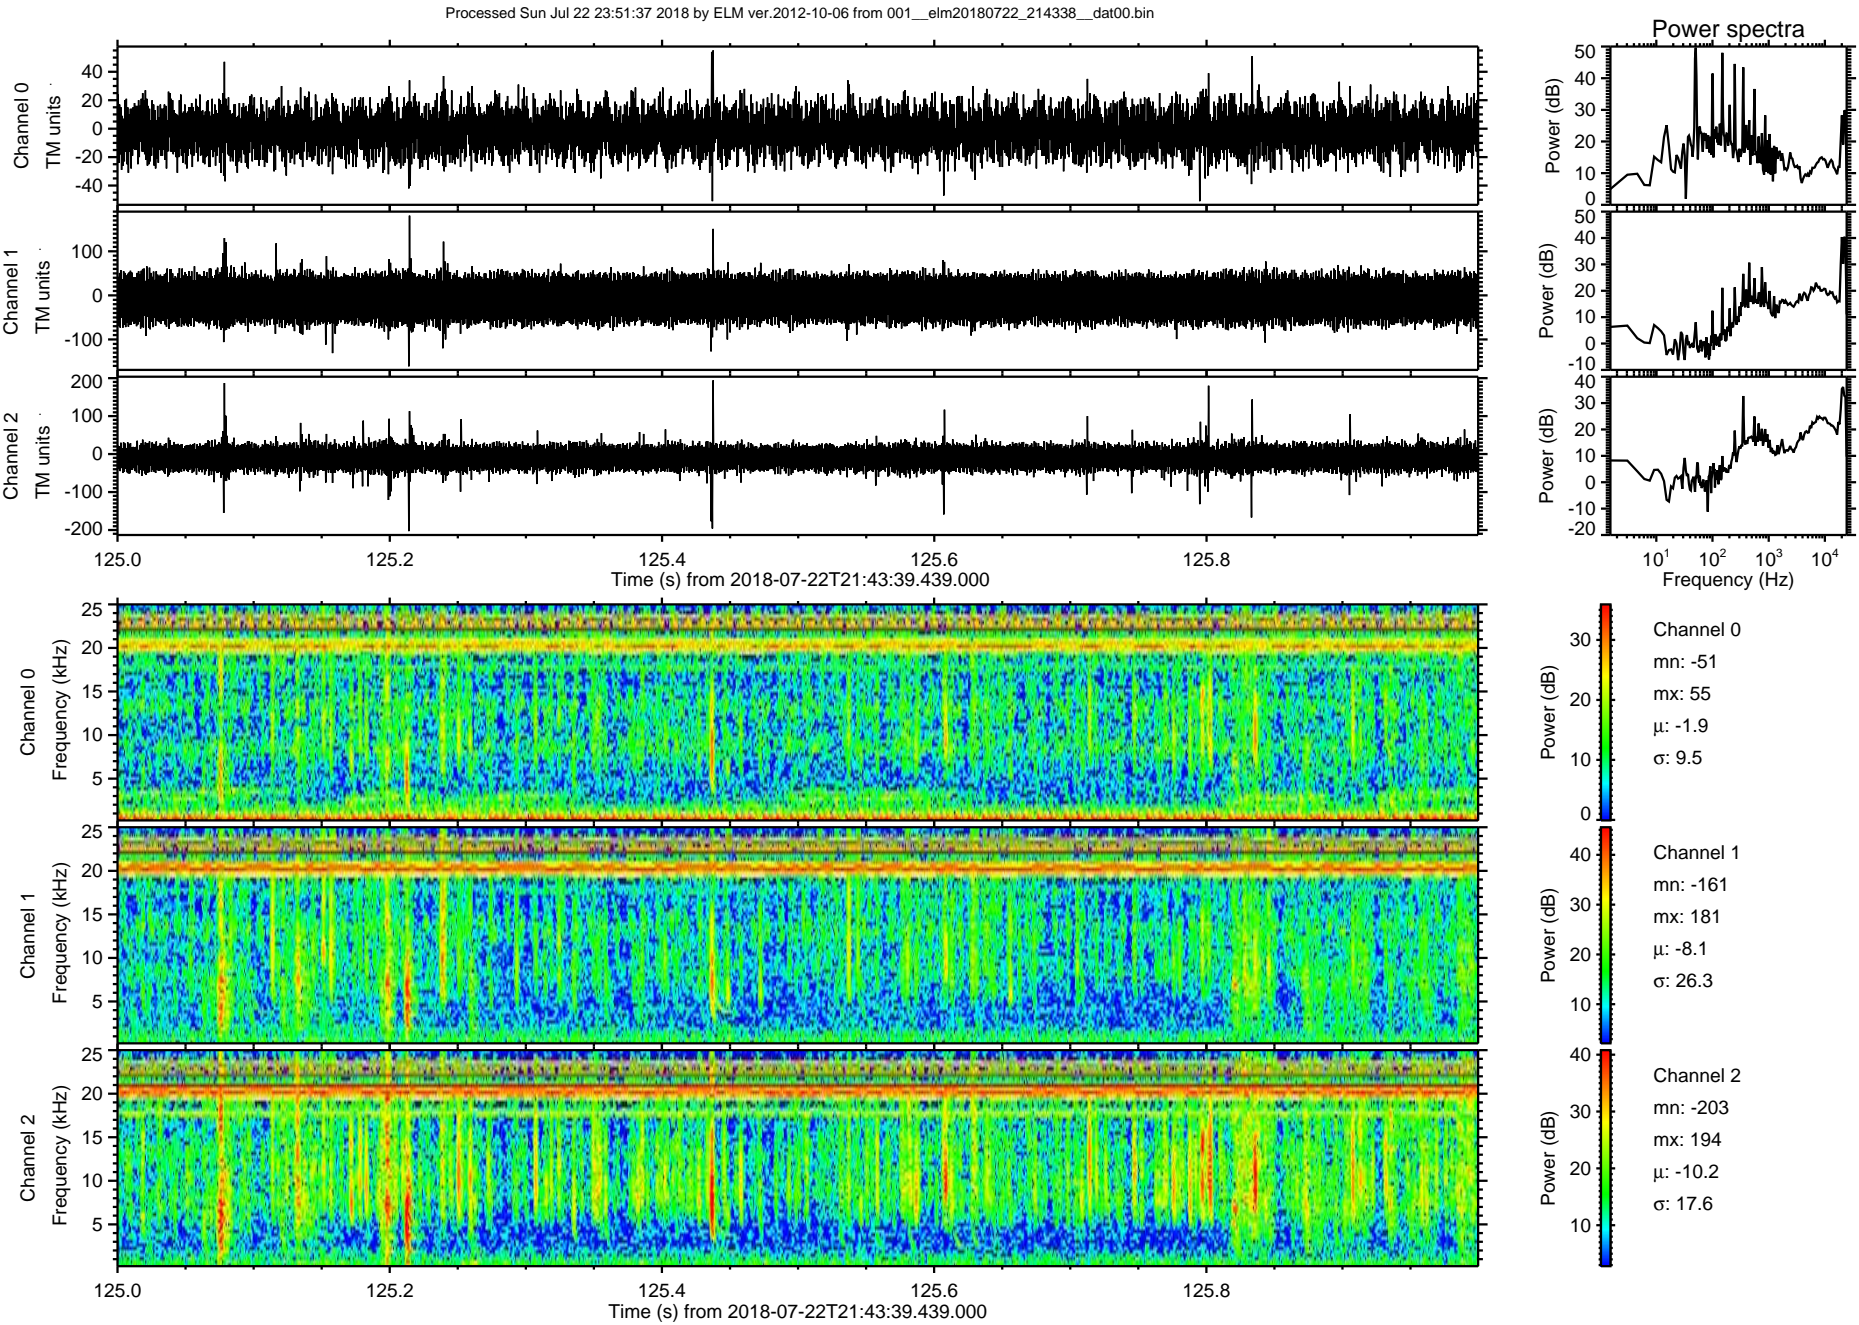 Processed Sun Jul 22 23:51:37 2018 by ELM ver.2012-10-06 from 001__elm20180722_214338__dat00.bin
Power spectra
Channel 0
TM units
40
20
0
-20
-40
Power (dB)
50
40
30
20
10
0
Channel 1
TM units
100
0
-100
Power (dB)
50
40
30
20
10
0
-10
Channel 2
TM units
200
100
0
-100
-200
Power (dB)
40
30
20
10
0
-10
-20
125.0 125.2 125.4 125.6 125.8
Time (s) from 2018-07-22T21:43:39.439.000
10^1 10^2 10^3 10^4
Frequency (Hz)
Channel 0
Frequency (kHz)
25
20
15
10
5
Power (dB)
30
20
10
0
Channel 0
mn: -51
mx: 55
μ: -1.9
σ: 9.5
Channel 1
Frequency (kHz)
25
20
15
10
5
Power (dB)
40
30
20
10
Channel 1
mn: -161
mx: 181
μ: -8.1
σ: 26.3
Channel 2
Frequency (kHz)
25
20
15
10
5
Power (dB)
40
30
20
10
Channel 2
mn: -203
mx: 194
μ: -10.2
σ: 17.6
125.0 125.2 125.4 125.6 125.8
Time (s) from 2018-07-22T21:43:39.439.000